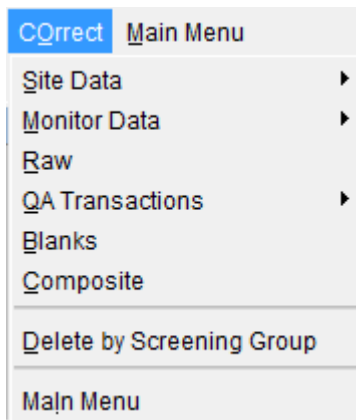 COrrect Main Menu
Site Data
Monitor Data
Raw
QA Transactions
Blanks
Composite
Delete by Screening Group
Main Menu